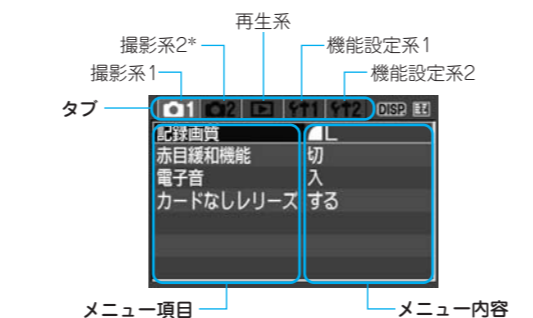 再生系
撮影系2* 機能設定系1
撮影系1 機能設定系2
タブ
1 2 1 2 DISP.
記録画質 L
赤目緩和機能 切
電子音 入
カードなしレリーズ する
メニュー項目 メニュー内容